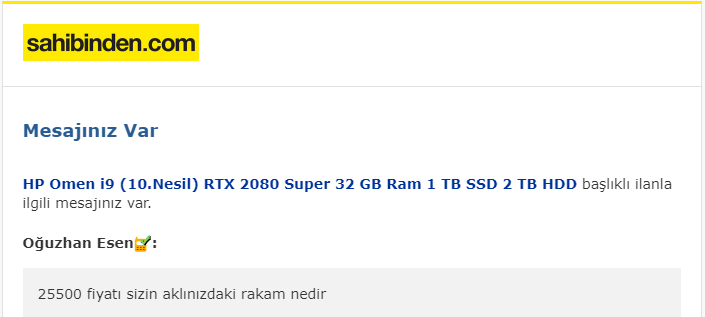 sahibinden.com
Mesajınız Var
HP Omen i9 (10.Nesil) RTX 2080 Super 32 GB Ram 1 TB SSD 2 TB HDD başlıklı ilanla
ilgili mesajınız var.
Oğuzhan Esen:
25500 fiyatı sizin aklınızdaki rakam nedir